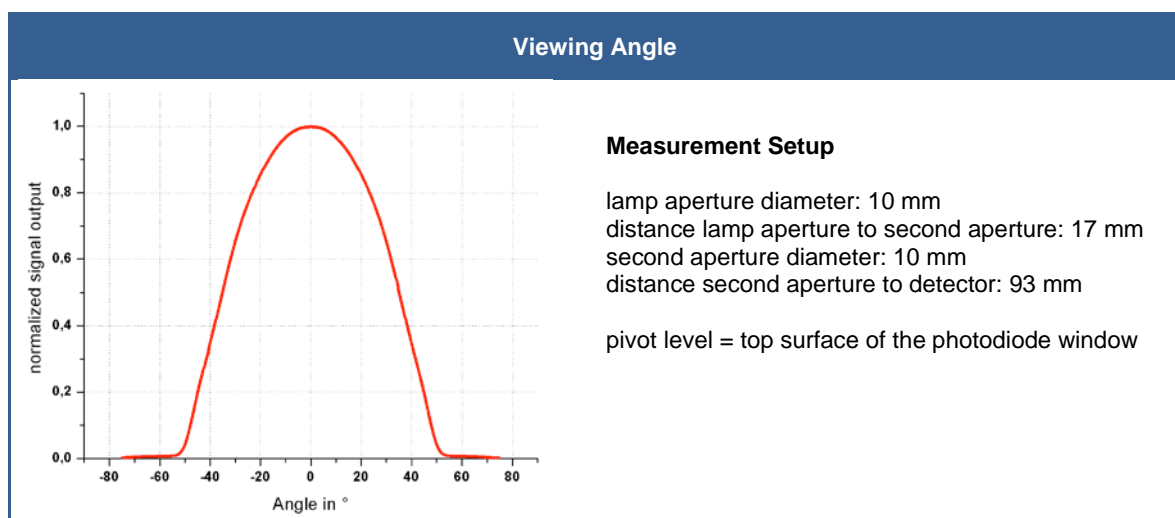 Viewing Angle
1,0
0,8
0,6
0,4
0,2
0,0
normalized signal output
-80 -60 -40 -20 0 20 40 60 80
Angle in °
Measurement Setup
lamp aperture diameter: 10 mm
distance lamp aperture to second aperture: 17 mm
second aperture diameter: 10 mm
distance second aperture to detector: 93 mm
pivot level = top surface of the photodiode window